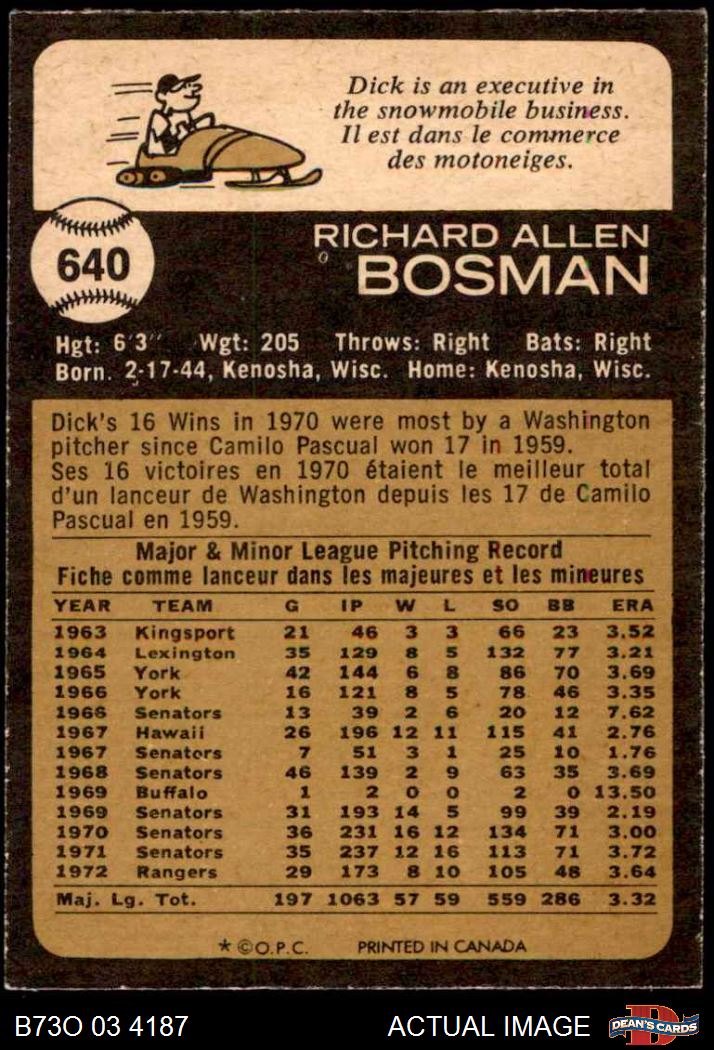 Dick is an executive in
the snowmobile business.
Il est dans le commerce
des motoneiges.
640
RICHARD ALLEN
BOSMAN
Hgt: 6'3" Wgt: 205 Throws: Right Bats: Right
Born. 2-17-44, Kenosha, Wisc. Home: Kenosha, Wisc.
Dick's 16 Wins in 1970 were most by a Washington
pitcher since Camilo Pascual won 17 in 1959.
Ses 16 victoires en 1970 étaient le meilleur total
d'un lanceur de Washington depuis les 17 de Camilo
Pascual en 1959.
Major & Minor League Pitching Record
Fiche comme lanceur dans les majeures et les mineures
YEAR TEAM G IP W L SO BB ERA
1963 Kingsport 21 46 3 3 66 23 3.52
1964 Lexington 35 129 8 5 132 77 3.21
1965 York 42 144 6 8 86 70 3.69
1966 York 16 121 8 5 78 46 3.35
1966 Senators 13 39 2 6 20 12 7.62
1967 Hawaii 26 196 12 11 115 41 2.76
1967 Senators 7 51 3 1 25 10 1.76
1968 Senators 46 139 2 9 63 35 3.69
1969 Buffalo 1 2 0 0 2 0 13.50
1969 Senators 31 193 14 5 99 39 2.19
1970 Senators 36 231 16 12 134 71 3.00
1971 Senators 35 237 12 16 113 71 3.72
1972 Rangers 29 173 8 10 105 48 3.64
Maj. Lg. Tot. 197 1063 57 59 559 286 3.32
* ©O.P.C. PRINTED IN CANADA
B73O 03 4187 ACTUAL IMAGE D DEAN'S CARDS